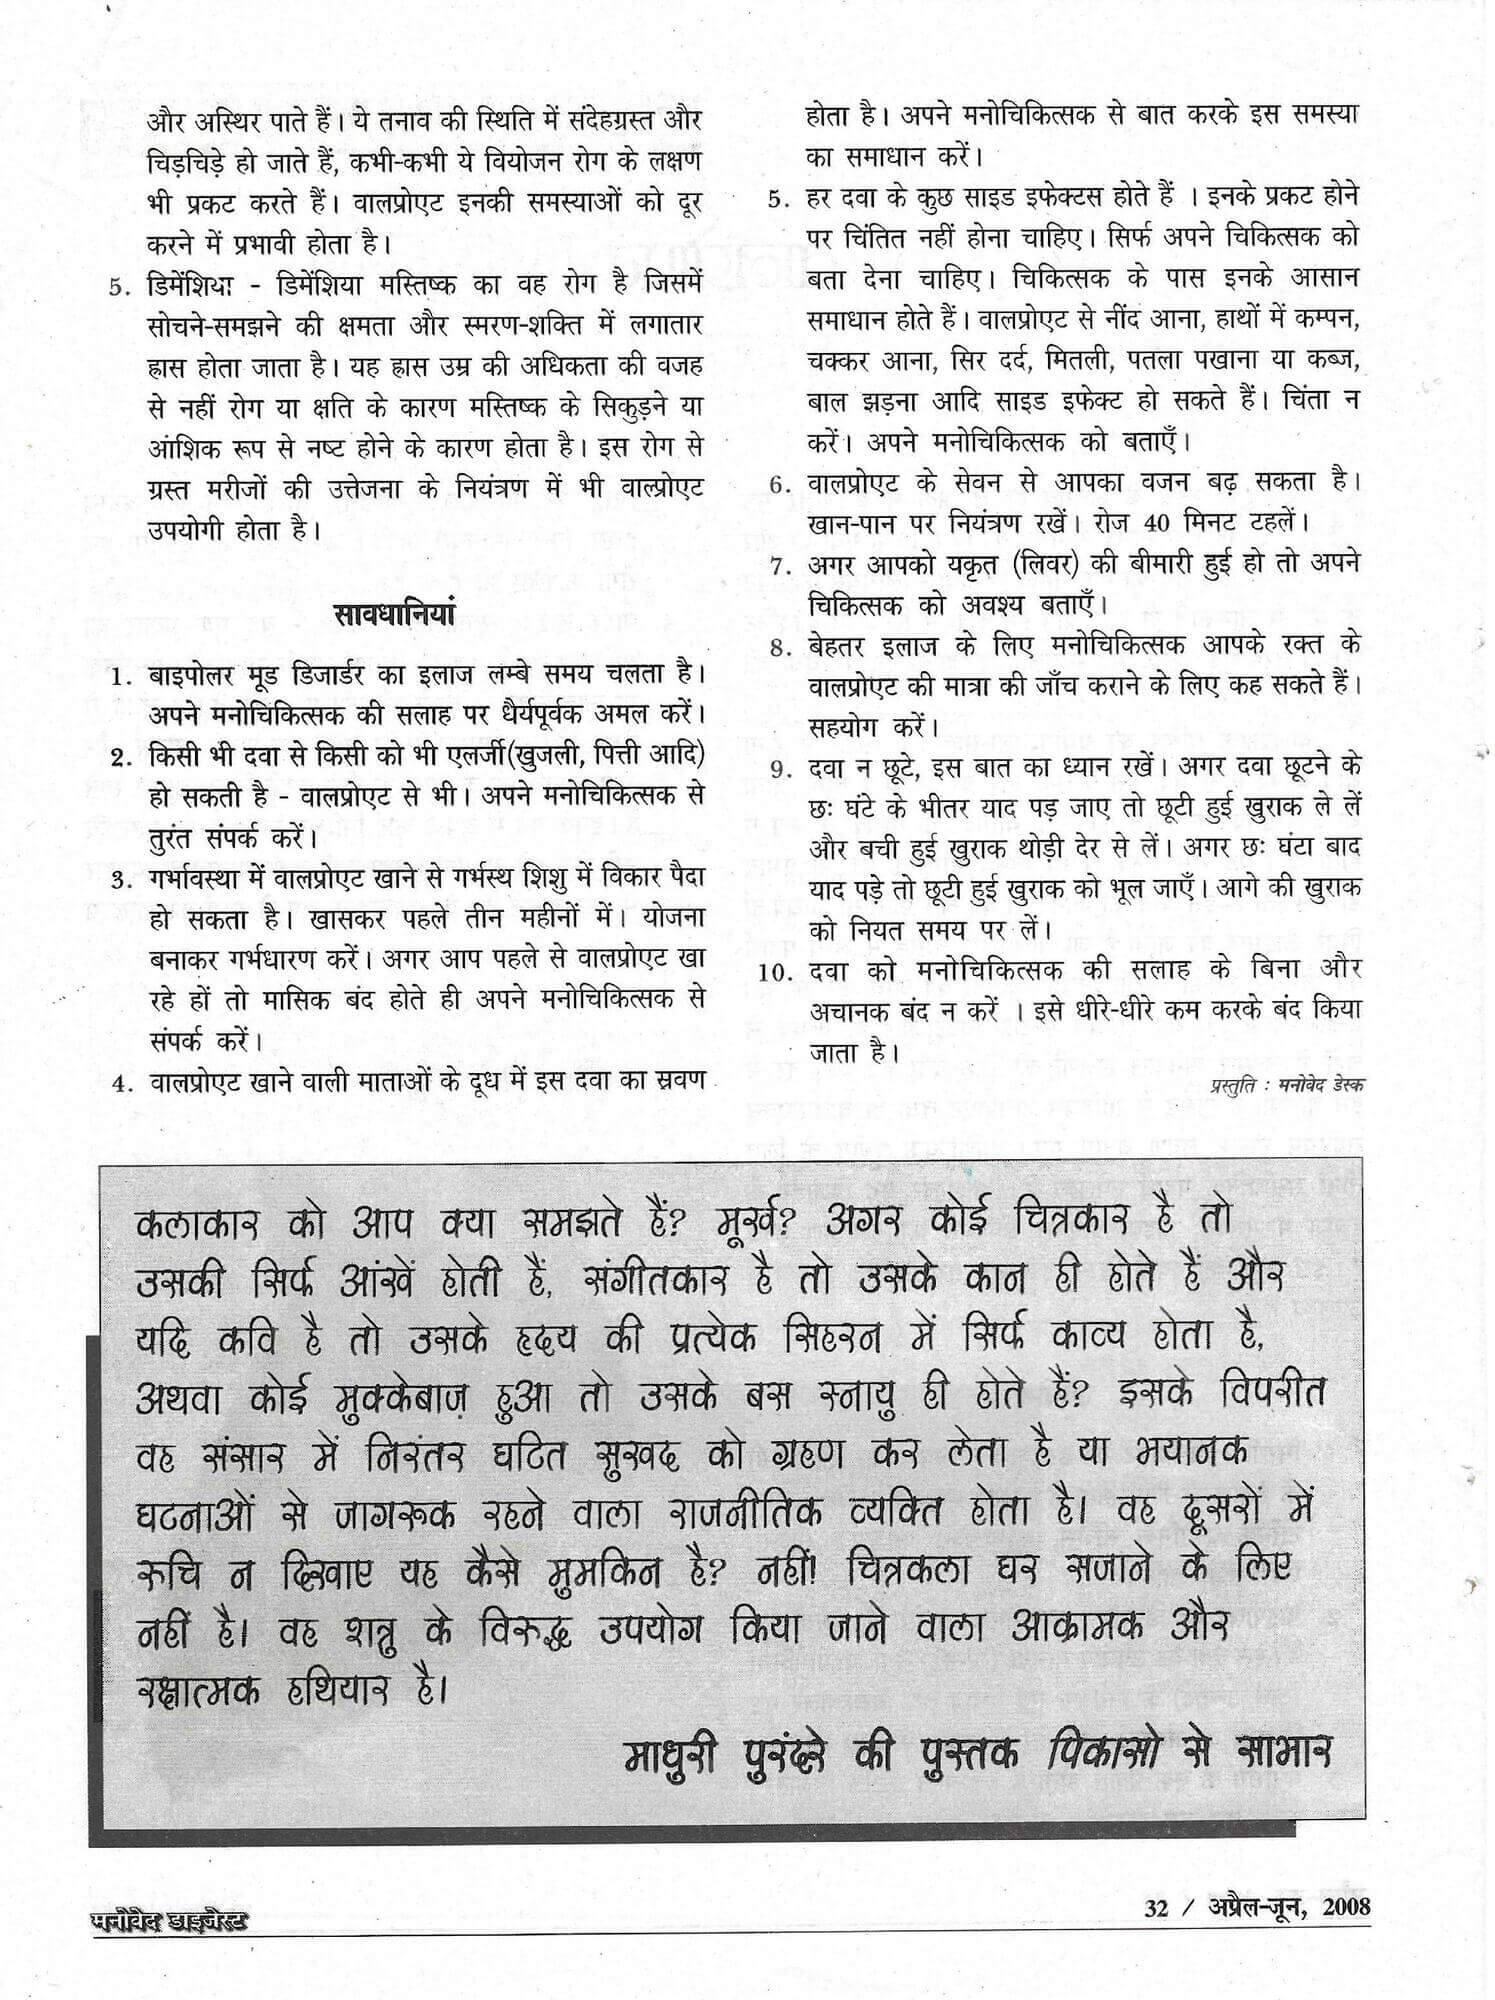 और अस्थिर पाते हैं। ये तनाव की स्थिति में संदेहग्रस्त और
चिड़चिड़े हो जाते हैं, कभी-कभी ये वियोजन रोग के लक्षण
भी प्रकट करते हैं। वालप्रोएट इनकी समस्याओं को दूर
करने में प्रभावी होता है।
5. डिमेंशिया - डिमेंशिया मस्तिष्क का वह रोग है जिसमें
सोचने-समझने की क्षमता और स्मरण-शक्ति में लगातार
ह्रास होता जाता है। यह ह्रास उम्र की अधिकता की वजह
से नहीं रोग या क्षति के कारण मस्तिष्क के सिकुड़ने या
आंशिक रूप से नष्ट होने के कारण होता है। इस रोग से
ग्रस्त मरीजों की उत्तेजना के नियंत्रण में भी वाल्प्रोएट
उपयोगी होता है।
सावधानियां
1. बाइपोलर मूड डिजार्डर का इलाज लम्बे समय चलता है।
अपने मनोचिकित्सक की सलाह पर धैर्यपूर्वक अमल करें।
2. किसी भी दवा से किसी को भी एलर्जी(खुजली, पित्ती आदि)
हो सकती है - वालप्रोएट से भी। अपने मनोचिकित्सक से
तुरंत संपर्क करें।
3. गर्भावस्था में वालप्रोएट खाने से गर्भस्थ शिशु में विकार पैदा
हो सकता है। खासकर पहले तीन महीनों में। योजना
बनाकर गर्भधारण करें। अगर आप पहले से वालप्रोएट खा
रहे हों तो मासिक बंद होते ही अपने मनोचिकित्सक से
संपर्क करें।
4. वालप्रोएट खाने वाली माताओं के दूध में इस दवा का स्रवण
होता है। अपने मनोचिकित्सक से बात करके इस समस्या
का समाधान करें।
5. हर दवा के कुछ साइड इफेक्टस होते हैं । इनके प्रकट होने
पर चिंतित नहीं होना चाहिए। सिर्फ अपने चिकित्सक को
बता देना चाहिए। चिकित्सक के पास इनके आसान
समाधान होते हैं। वालप्रोएट से नींद आना, हाथों में कम्पन,
चक्कर आना, सिर दर्द, मितली, पतला पखाना या कब्ज,
बाल झड़ना आदि साइड इफेक्ट हो सकते हैं। चिंता न
करें। अपने मनोचिकित्सक को बताएँ।
6. वालप्रोएट के सेवन से आपका वजन बढ़ सकता है।
खान-पान पर नियंत्रण रखें। रोज 40 मिनट टहलें।
7. अगर आपको यकृत (लिवर) की बीमारी हुई हो तो अपने
चिकित्सक को अवश्य बताएँ।
8. बेहतर इलाज के लिए मनोचिकित्सक आपके रक्त के
वालप्रोएट की मात्रा की जाँच कराने के लिए कह सकते हैं।
सहयोग करें।
9. दवा न छूटे, इस बात का ध्यान रखें। अगर दवा छूटने के
छः घंटे के भीतर याद पड़ जाए तो छूटी हुई खुराक ले लें
और बची हुई खुराक थोड़ी देर से लें। अगर छः घंटा बाद
याद पड़े तो छूटी हुई खुराक को भूल जाएँ। आगे की खुराक
को नियत समय पर लें।
10. दवा को मनोचिकित्सक की सलाह के बिना और
अचानक बंद न करें । इसे धीरे-धीरे कम करके बंद किया
जाता है।
प्रस्तुति : मनोवेद डेस्क
कलाकार को आप क्या समझते हैं? मूर्ख? अगर कोई चित्रकार है तो
उसकी सिर्फ आंखें होती हैं, संगीतकार है तो उसके कान ही होते हैं और
यदि कवि है तो उसके हृदय की प्रत्येक सिहरन में सिर्फ काव्य होता है,
अथवा कोई मुक्केबाज़ हुआ तो उसके बस स्नायु ही होते हैं? इसके विपरीत
वह संसार में निरंतर घटित सुखद को ग्रहण कर लेता है या भयानक
घटनाओं से जागरूक रहने वाला राजनीतिक व्यक्ति होता है। वह दूसरों में
रुचि न दिखाए यह कैसे मुमकिन है? नहीं! चित्रकला घर सजाने के लिए
नहीं है। वह शत्रु के विरुद्ध उपयोग किया जाने वाला आक्रामक और
रक्षात्मक हथियार है।
माधुरी पुरंदरे की पुस्तक पिकासो से साभार
मनोवेद डाइजेस्ट
32 / अप्रैल-जून, 2008